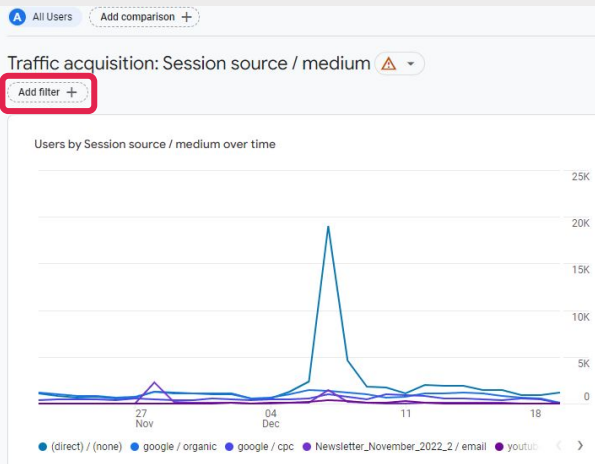 A All Users Add comparison +
Traffic acquisition: Session source / medium
Add filter +
Users by Session source / medium over time
25K
20K
15K
10K
5K
0
27 04 11 18
Nov Dec
(direct) / (none) google / organic google / cpc Newsletter_November_2022_2 / email youtub